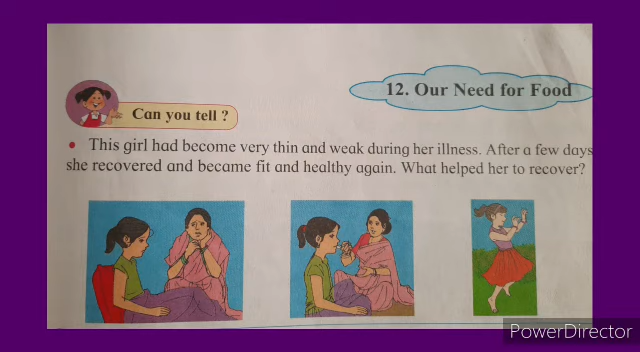 12. Our Need for Food
Can you tell ?
• This girl had become very thin and weak during her illness. After a few days
she recovered and became fit and healthy again. What helped her to recover?
PowerDirector